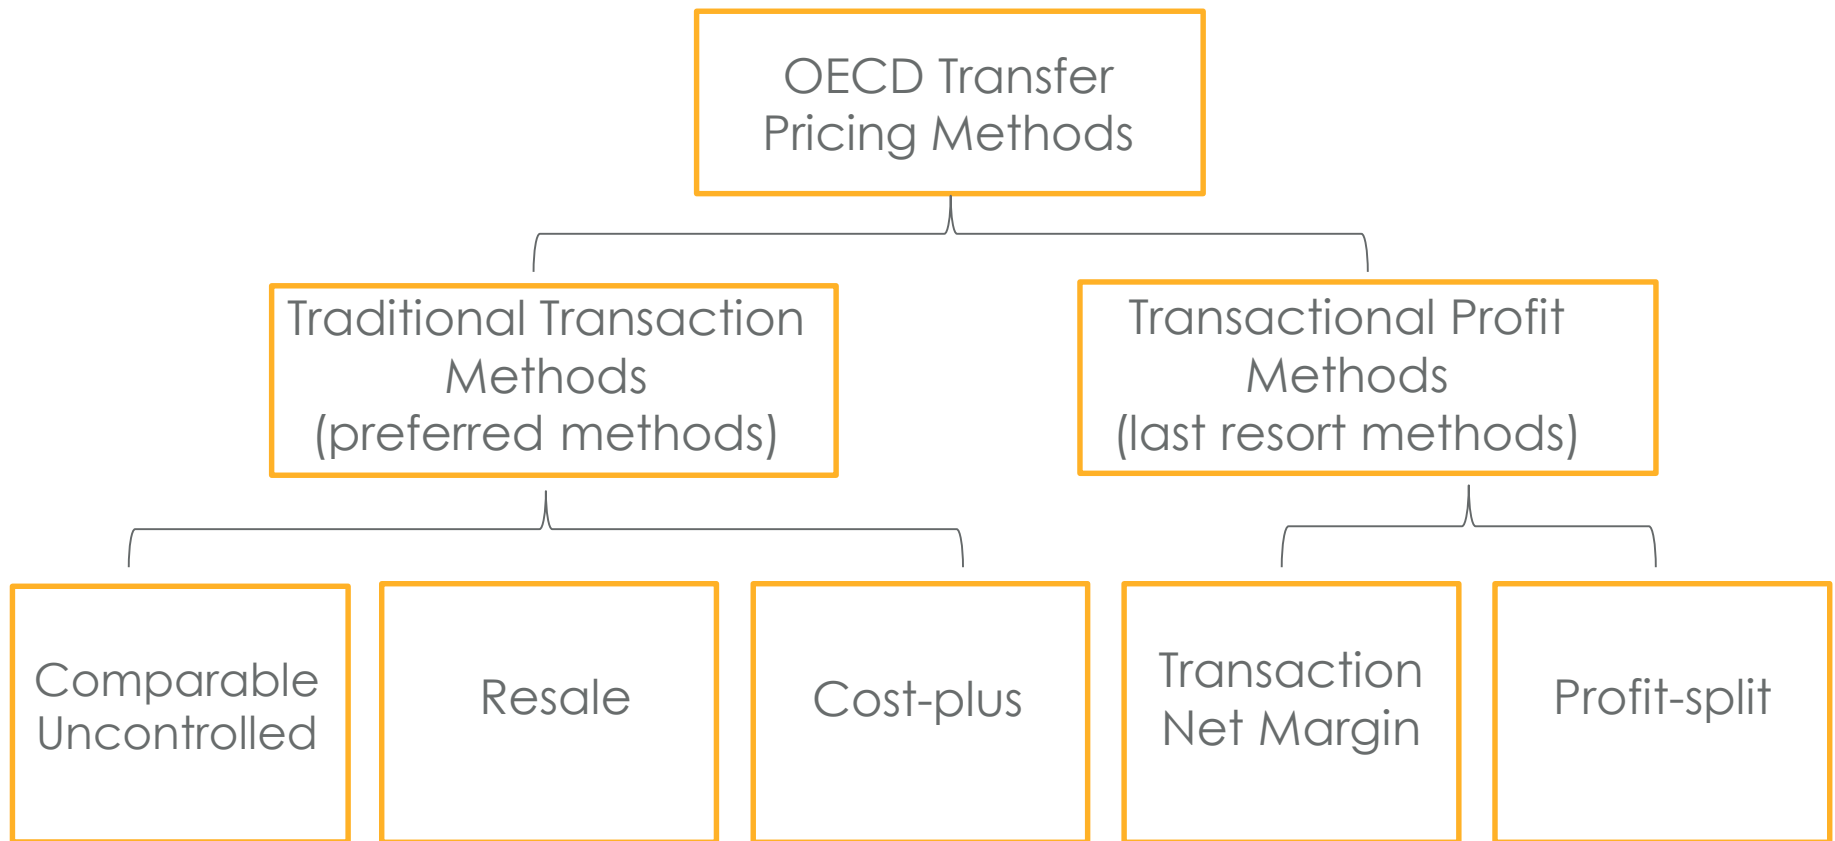 OECD Transfer
Pricing Methods
Traditional Transaction
Methods
(preferred methods)
Transactional Profit
Methods
(last resort methods)
Comparable
Uncontrolled
Resale
Cost-plus
Transaction
Net Margin
Profit-split